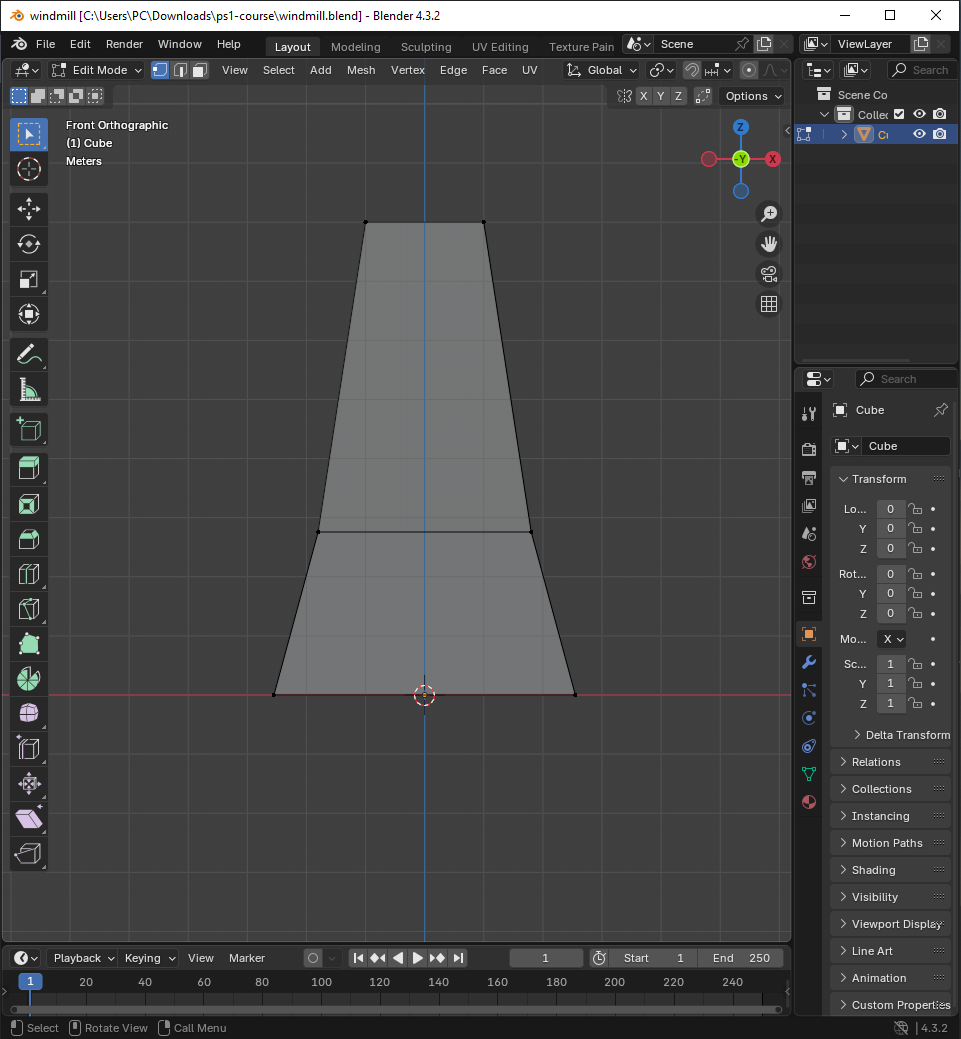 windmill [C:\Users\PC\Downloads\ps1-course\windmill.blend] - Blender 4.3.2
File Edit Render Window Help Layout Modeling Sculpting UV Editing Texture Pain Scene ViewLayer
Edit Mode View Select Add Mesh Vertex Edge Face UV Global Search
X Y Z Options
Scene Co
Collec
Front Orthographic
(1) Cube
Meters
Z
-Y X
Search
Cube
Cube
Transform
Lo... 0
Y 0
Z 0
Rot... 0
Y 0
Z 0
Mo... X
Sc... 1
Y 1
Z 1
Delta Transform
Relations
Collections
Instancing
Motion Paths
Shading
Visibility
Viewport Display
Line Art
Animation
Custom Properties
Playback Keying View Marker 1 Start 1 End 250
1 20 40 60 80 100 120 140 160 180 200 220 240
Select Rotate View Call Menu 4.3.2